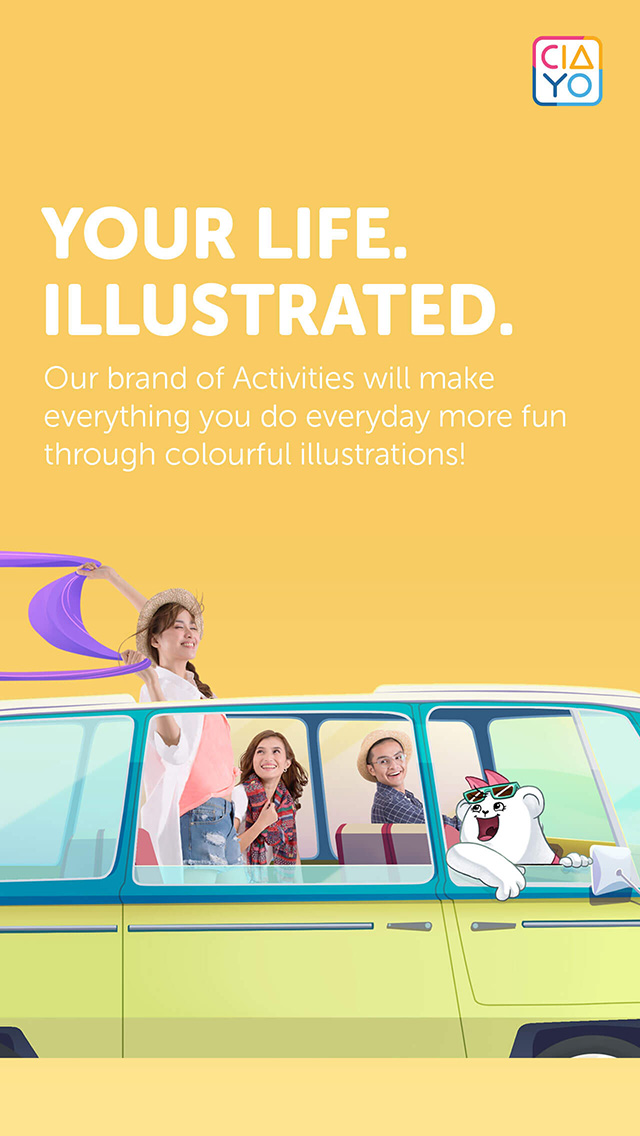 CIA
YO
YOUR LIFE.
ILLUSTRATED.
Our brand of Activities will make
everything you do everyday more fun
through colourful illustrations!